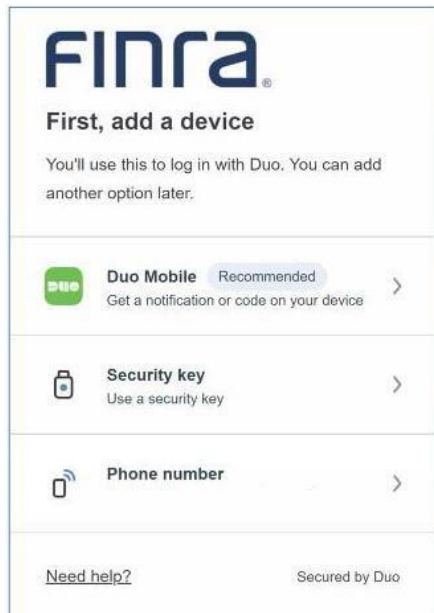 FINRA®
First, add a device
You'll use this to log in with Duo. You can add
another option later.
DUO
Duo Mobile Recommended
Get a notification or code on your device
Security key
Use a security key
Phone number
Need help? Secured by Duo